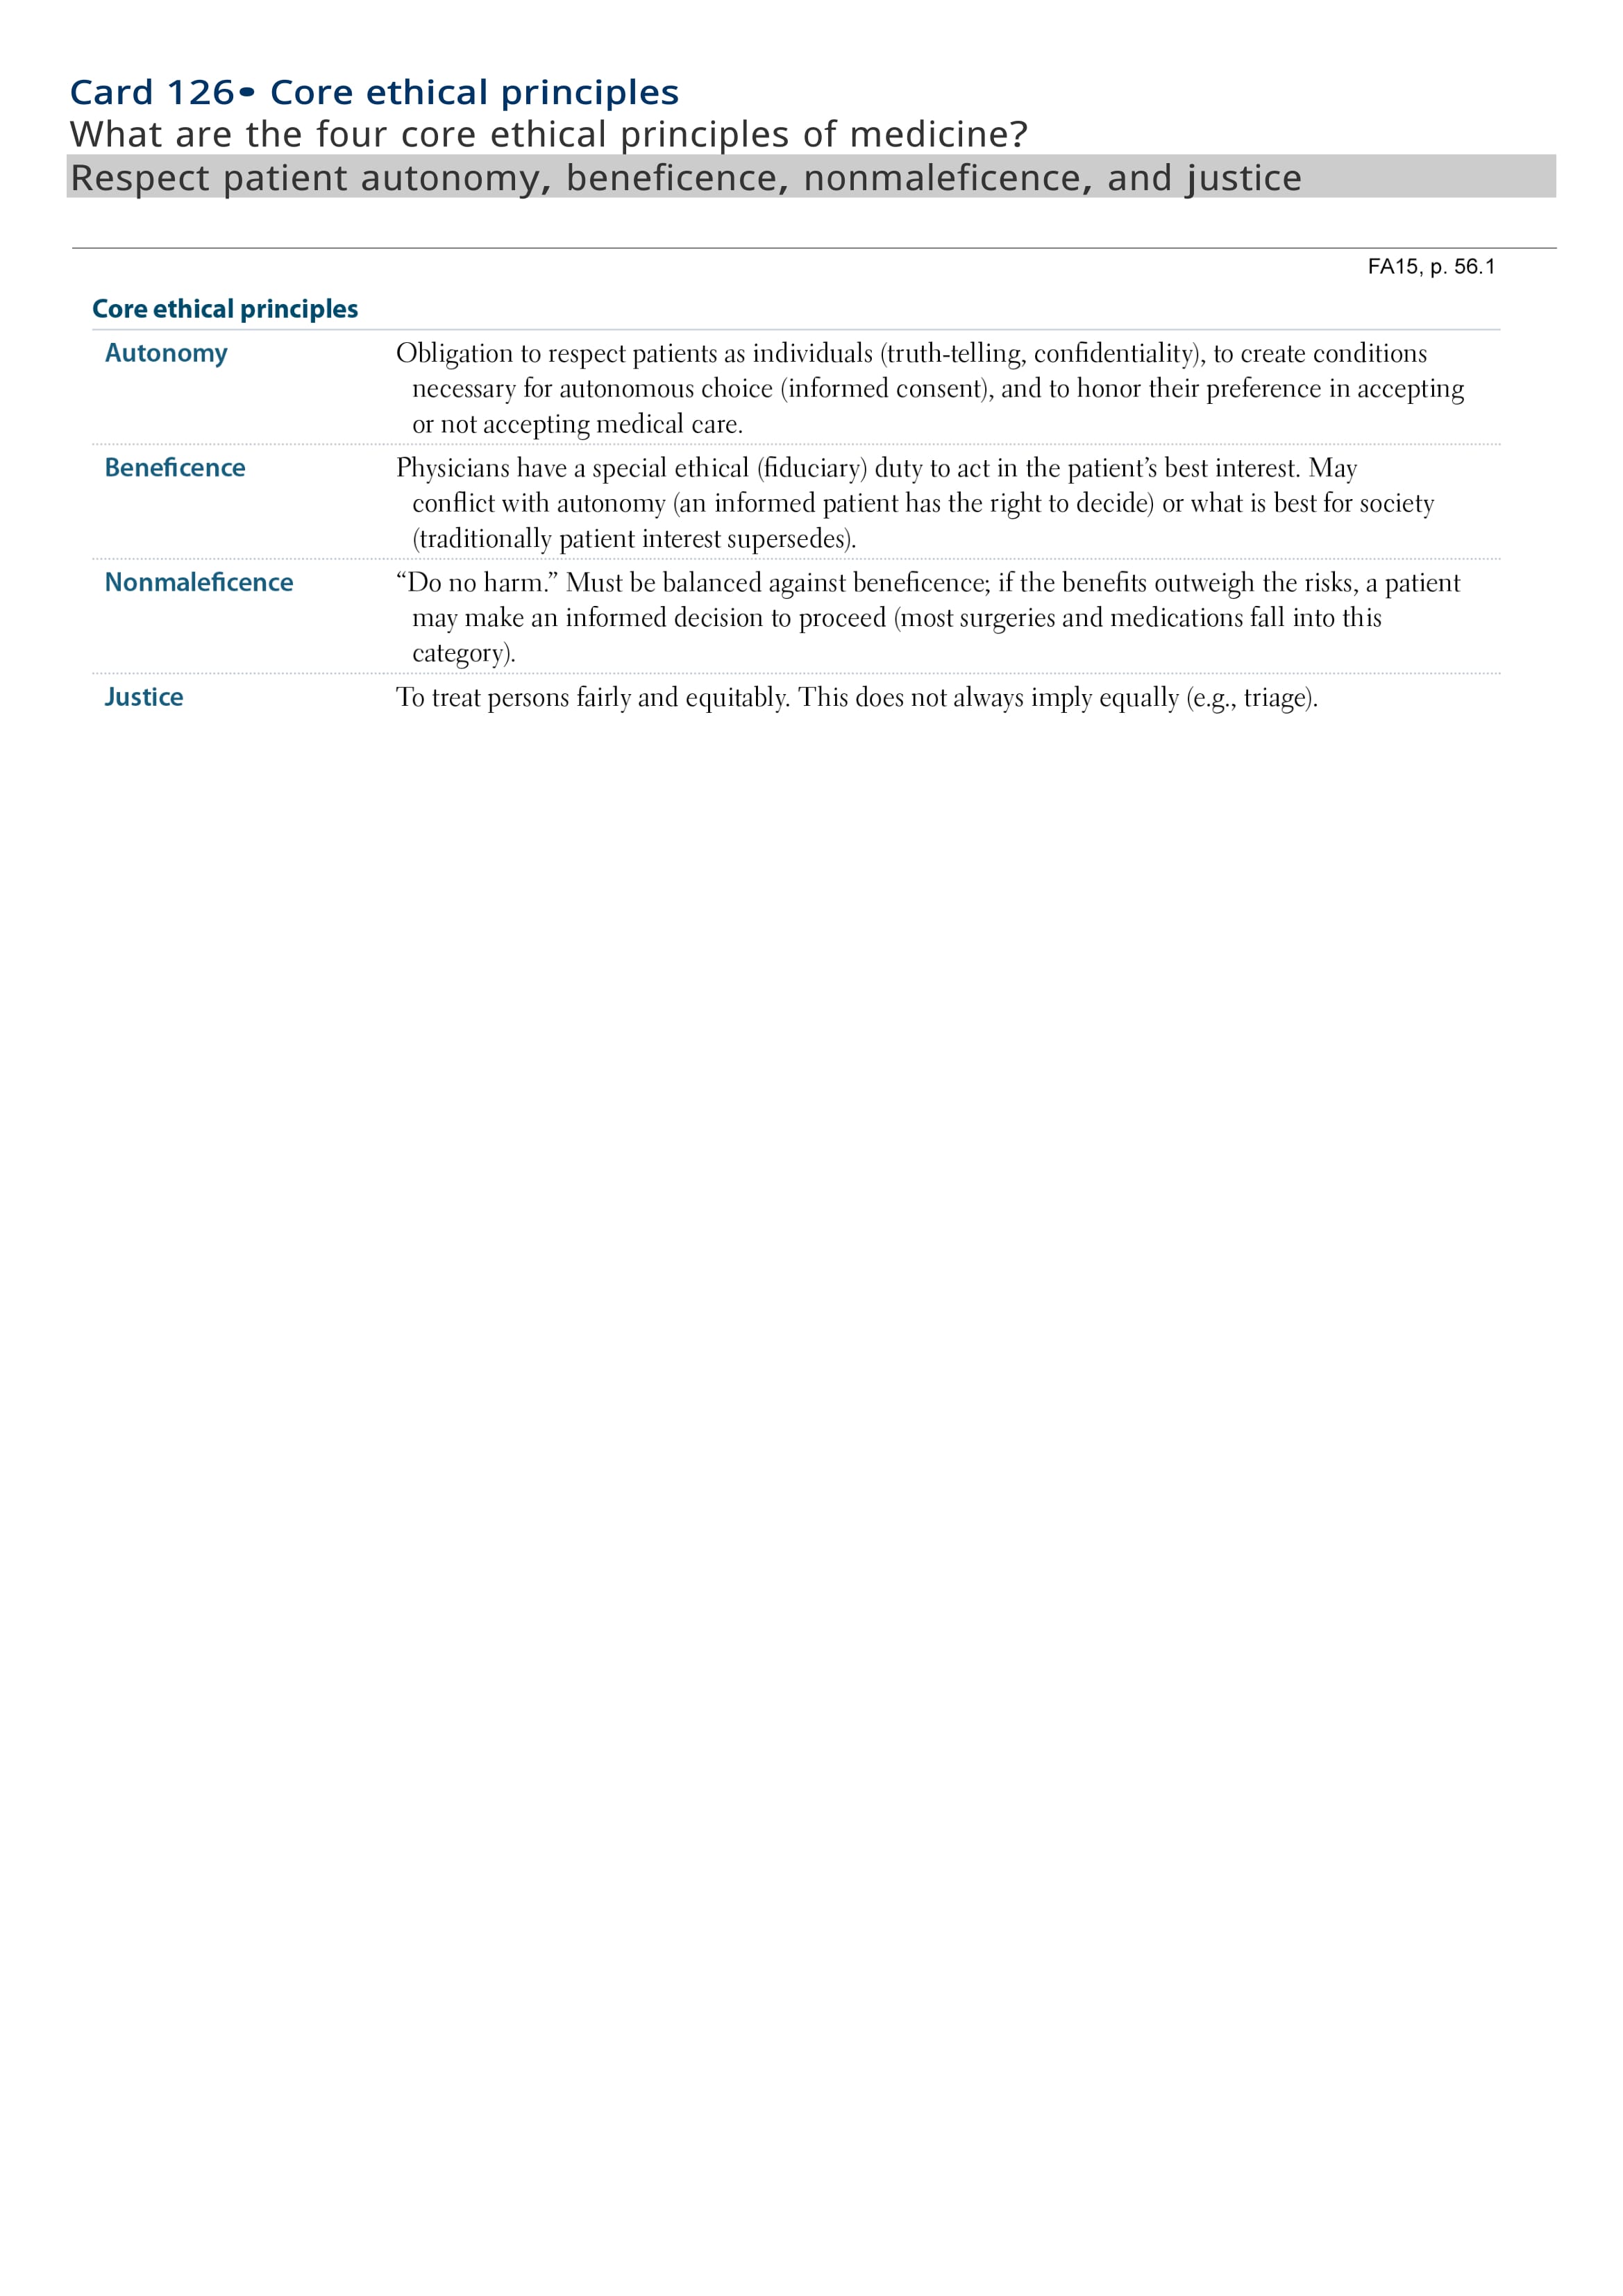 Card 126• Core ethical principles
What are the four core ethical principles of medicine?
Respect patient autonomy, beneficence, nonmaleficence, and justice
FA15, p. 56.1
Core ethical principles
Autonomy Obligation to respect patients as individuals (truth-telling, confidentiality), to create conditions
necessary for autonomous choice (informed consent), and to honor their preference in accepting
or not accepting medical care.
Beneficence Physicians have a special ethical (fiduciary) duty to act in the patient’s best interest. May
conflict with autonomy (an informed patient has the right to decide) or what is best for society
(traditionally patient interest supersedes).
Nonmaleficence “Do no harm.” Must be balanced against beneficence; if the benefits outweigh the risks, a patient
may make an informed decision to proceed (most surgeries and medications fall into this
category).
Justice To treat persons fairly and equitably. This does not always imply equally (e.g., triage).